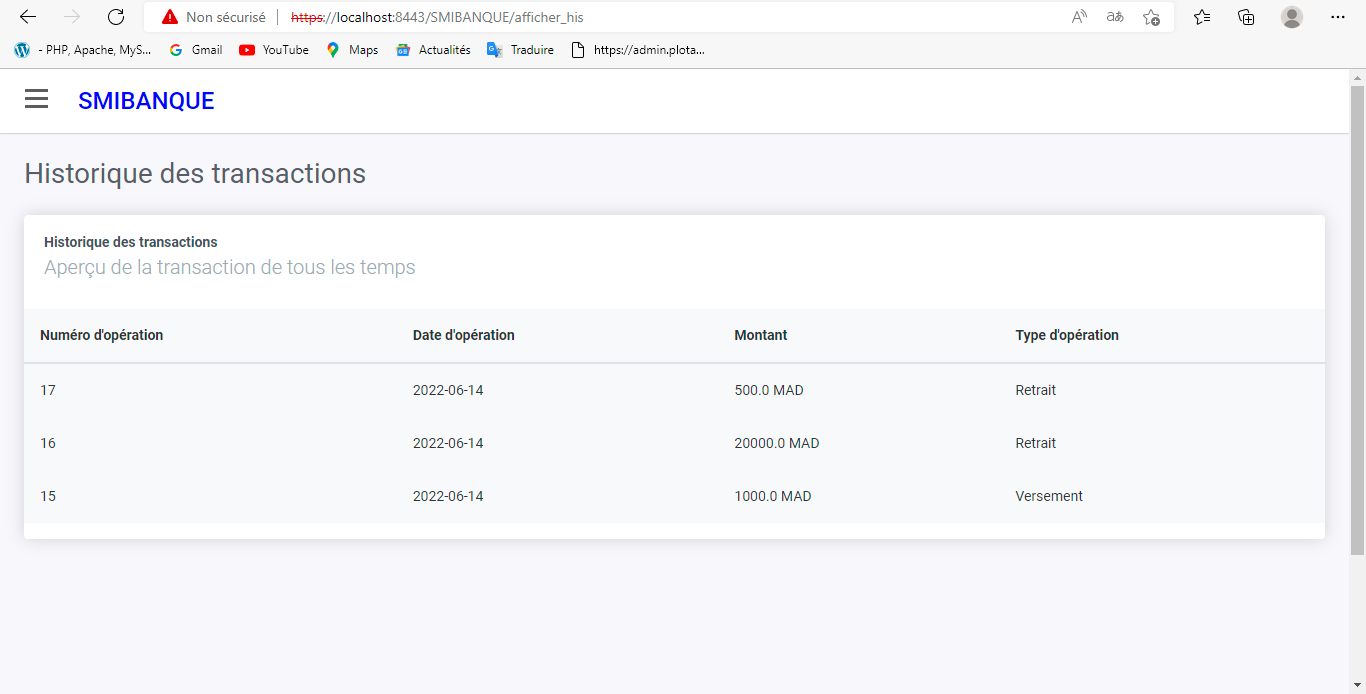 Non sécurisé https://localhost:8443/SMIBANQUE/afficher_his
- PHP, Apache, MyS... Gmail YouTube Maps Actualités Traduire https://admin.plota...
SMIBANQUE
Historique des transactions
Historique des transactions
Aperçu de la transaction de tous les temps
Numéro d'opération Date d'opération Montant Type d'opération
17 2022-06-14 500.0 MAD Retrait
16 2022-06-14 20000.0 MAD Retrait
15 2022-06-14 1000.0 MAD Versement